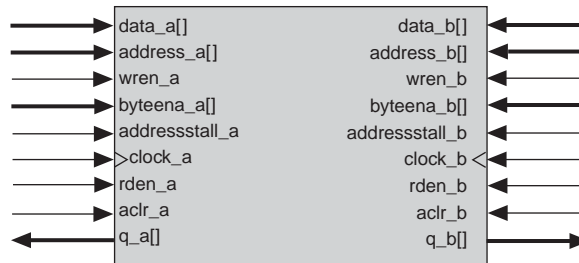 data_a[] data_b[]
address_a[] address_b[]
wren_a wren_b
byteena_a[] byteena_b[]
addressstall_a addressstall_b
clock_a clock_b
rden_a rden_b
aclr_a aclr_b
q_a[] q_b[]